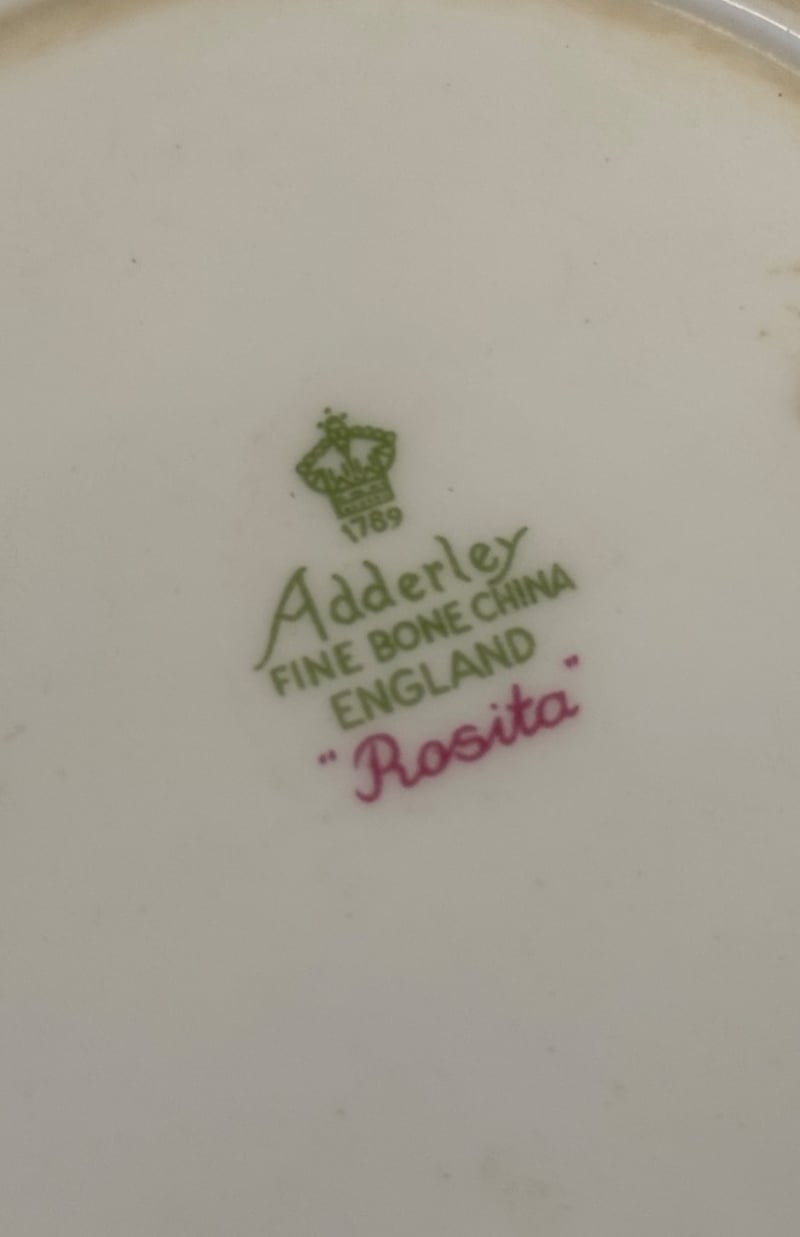 1789
Adderley
FINE BONE CHINA
ENGLAND
"Rosita"